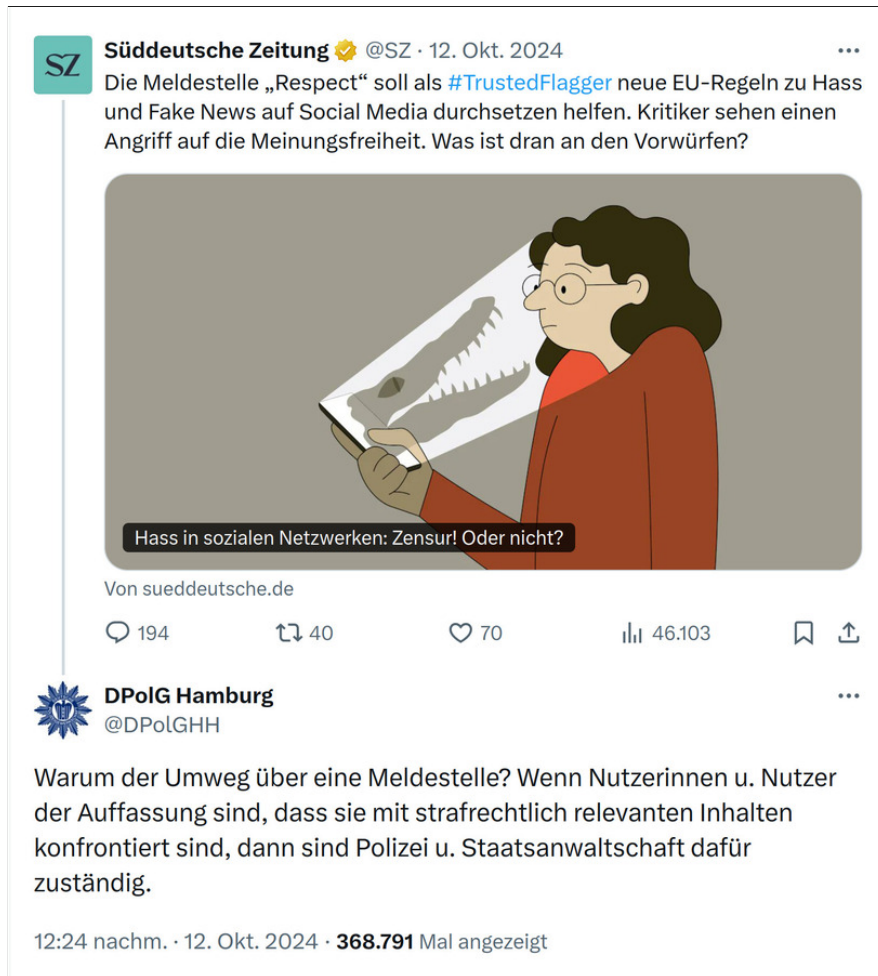 SZ
Süddeutsche Zeitung @SZ · 12. Okt. 2024
Die Meldestelle „Respect“ soll als #TrustedFlagger neue EU-Regeln zu Hass
und Fake News auf Social Media durchsetzen helfen. Kritiker sehen einen
Angriff auf die Meinungsfreiheit. Was ist dran an den Vorwürfen?
Hass in sozialen Netzwerken: Zensur! Oder nicht?
Von sueddeutsche.de
194 40 70 46.103
DPolG Hamburg
@DPolGHH
Warum der Umweg über eine Meldestelle? Wenn Nutzerinnen u. Nutzer
der Auffassung sind, dass sie mit strafrechtlich relevanten Inhalten
konfrontiert sind, dann sind Polizei u. Staatsanwaltschaft dafür
zuständig.
12:24 nachm. · 12. Okt. 2024 · 368.791 Mal angezeigt